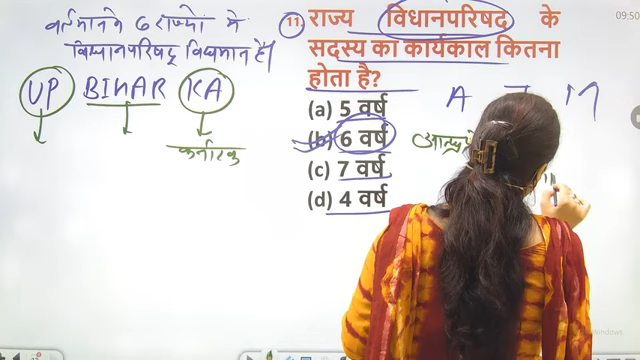 वर्तमान में 6 राज्यो मे
विधानपरिषद् विद्यमान है।
UP BIHAR KA
कर्नाटक
11. राज्य विधानपरिषद के
सदस्य का कार्यकाल कितना
होता है?
(a) 5 वर्ष
(b) 6 वर्ष
(c) 7 वर्ष
(d) 4 वर्ष
A T M
09:50